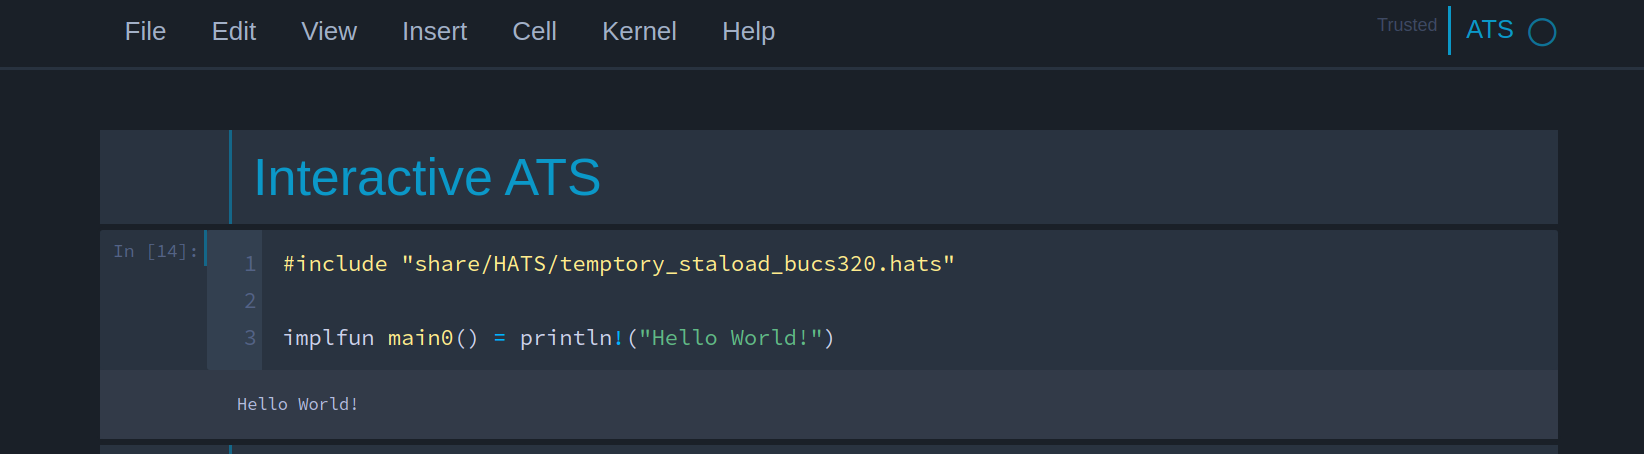 File Edit View Insert Cell Kernel Help Trusted ATS
Interactive ATS
In [14]:
1 #include "share/HATS/temptory_staload_bucs320.hats"
2
3 implfun main0() = println!("Hello World!")
Hello World!